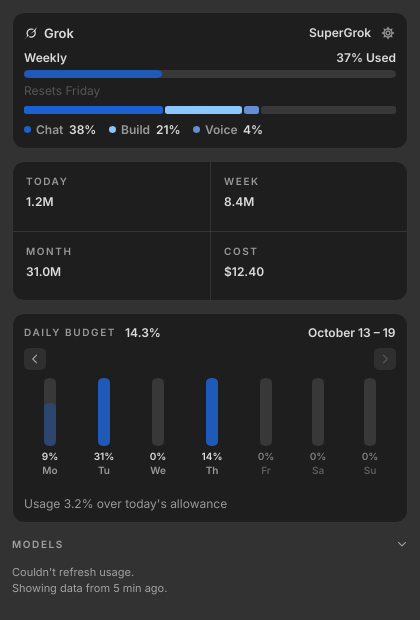 Grok SuperGrok
Weekly 37% Used
Resets Friday
Chat 38% Build 21% Voice 4%
TODAY WEEK
1.2M 8.4M
MONTH COST
31.0M $12.40
DAILY BUDGET 14.3% October 13 – 19
9% 31% 0% 14% 0% 0% 0%
Mo Tu We Th Fr Sa Su
Usage 3.2% over today's allowance
MODELS
Couldn't refresh usage.
Showing data from 5 min ago.